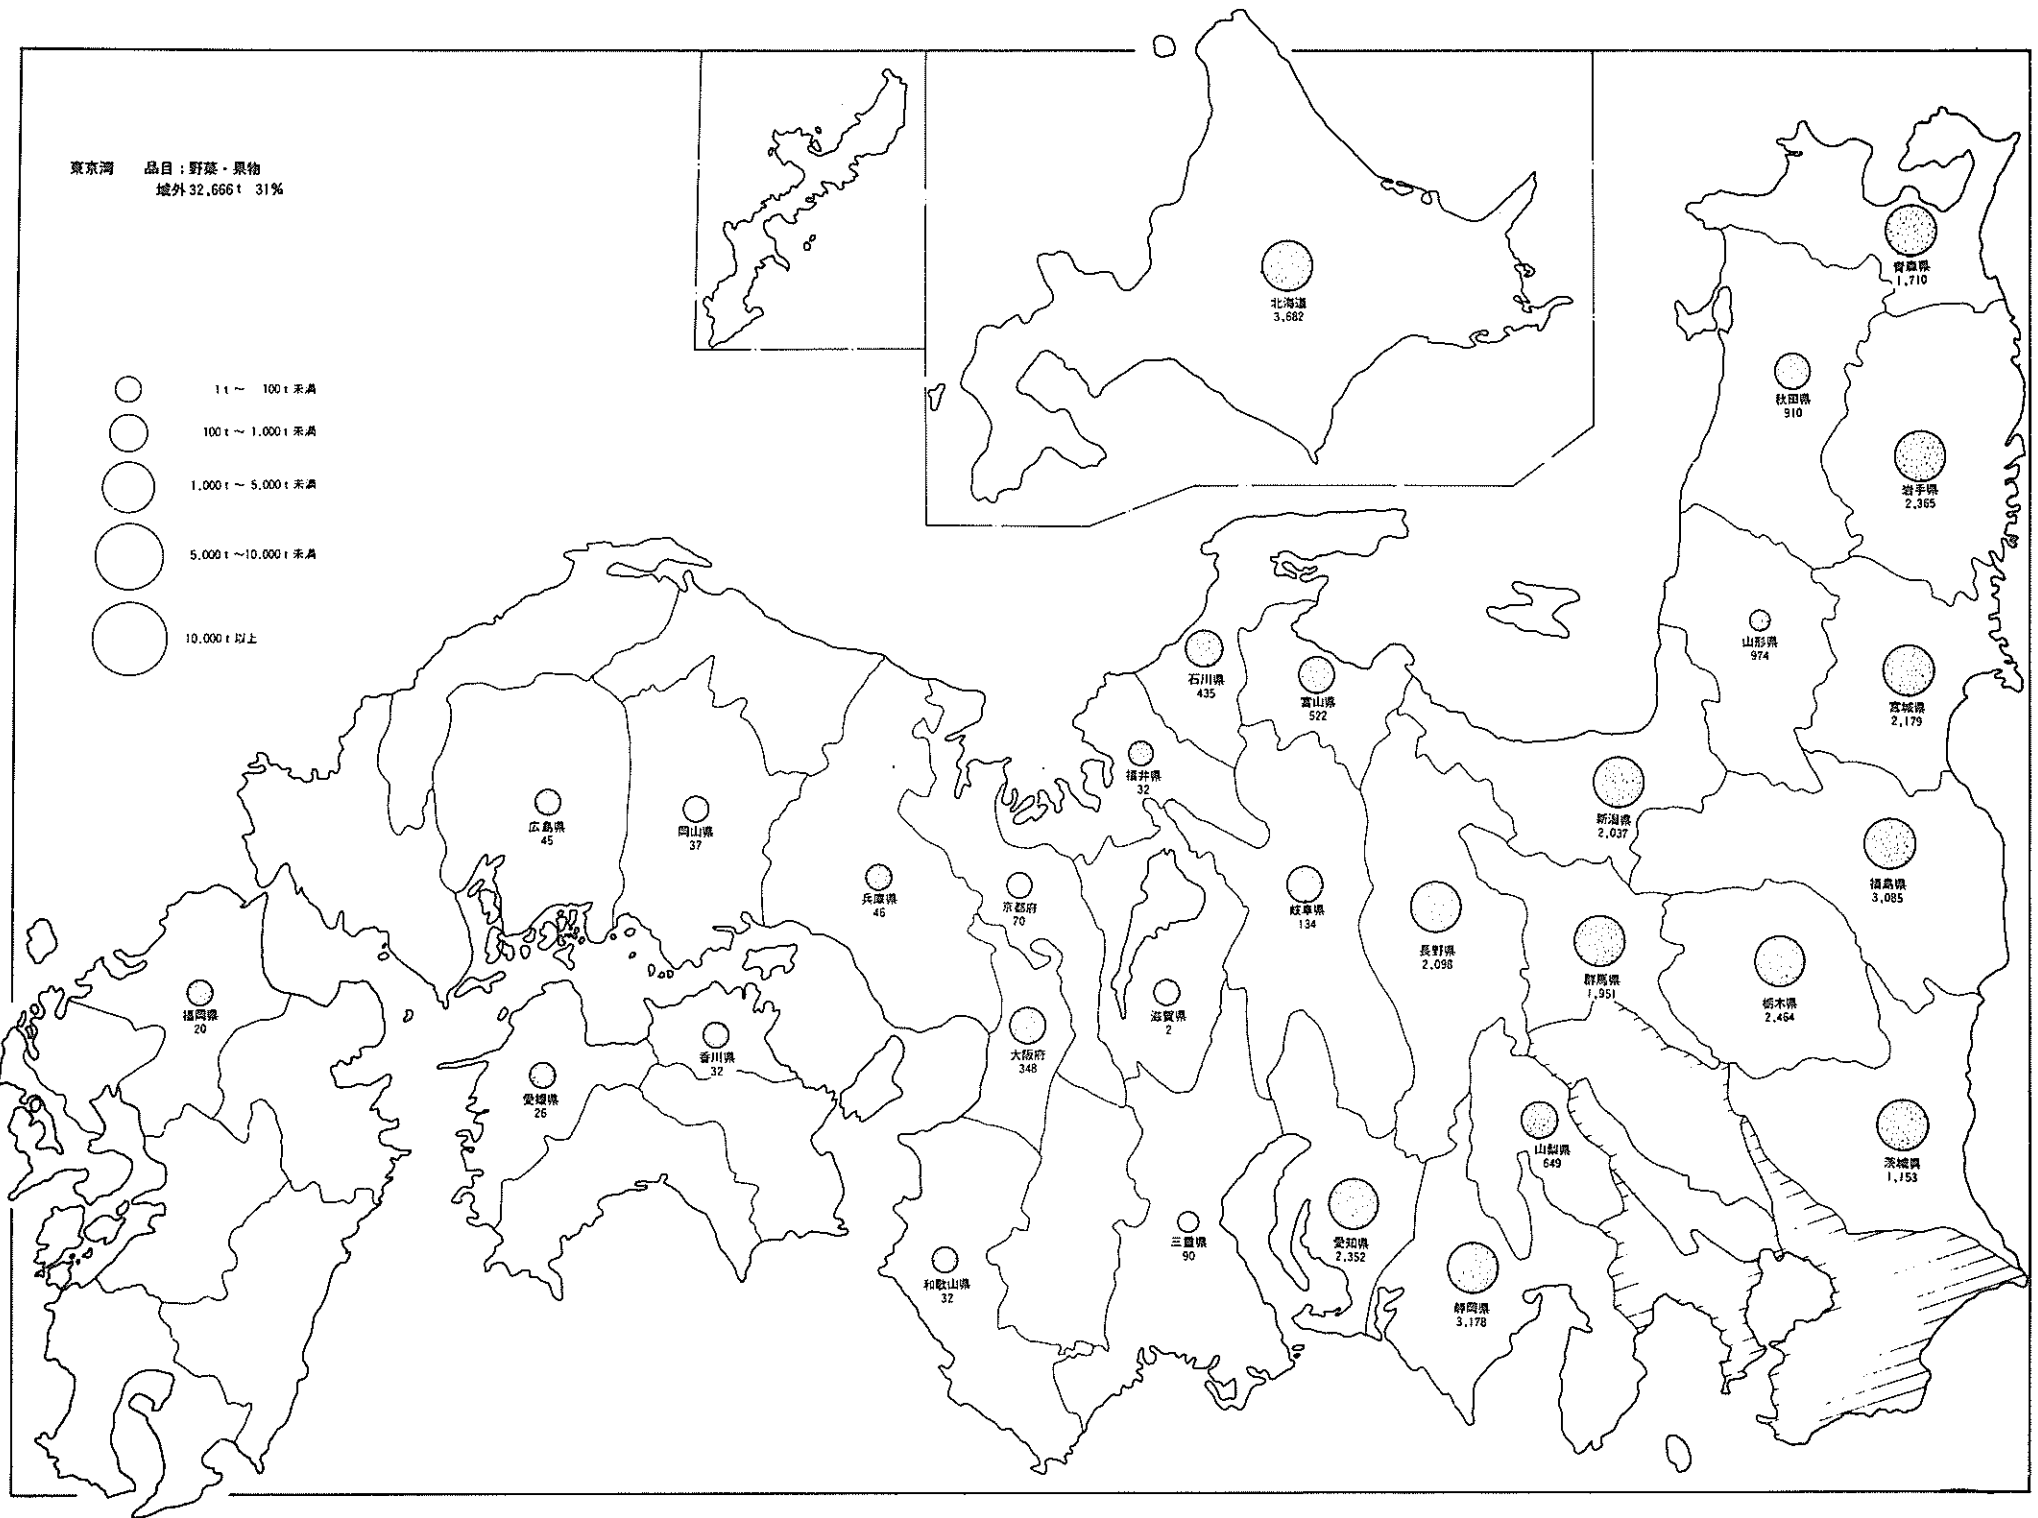 東京湾　品目：野菜・果物
域外 32,666t 31%
1t～ 100t未満
100t～ 1.000t未満
1.000t～ 5.000t未満
5.000t～10.000t未満
10.000t以上
北海道
3,682
青森県
1,710
秋田県
910
岩手県
2,365
山形県
974
宮城県
2,179
石川県
435
富山県
522
福井県
32
新潟県
2,037
福島県
3,085
広島県
45
岡山県
37
兵庫県
46
京都府
70
岐阜県
134
長野県
2,098
群馬県
1,951
栃木県
2,464
福岡県
20
滋賀県
2
大阪府
348
香川県
32
愛媛県
26
山梨県
649
茨城県
1,153
和歌山県
32
三重県
90
愛知県
2,352
静岡県
3,178